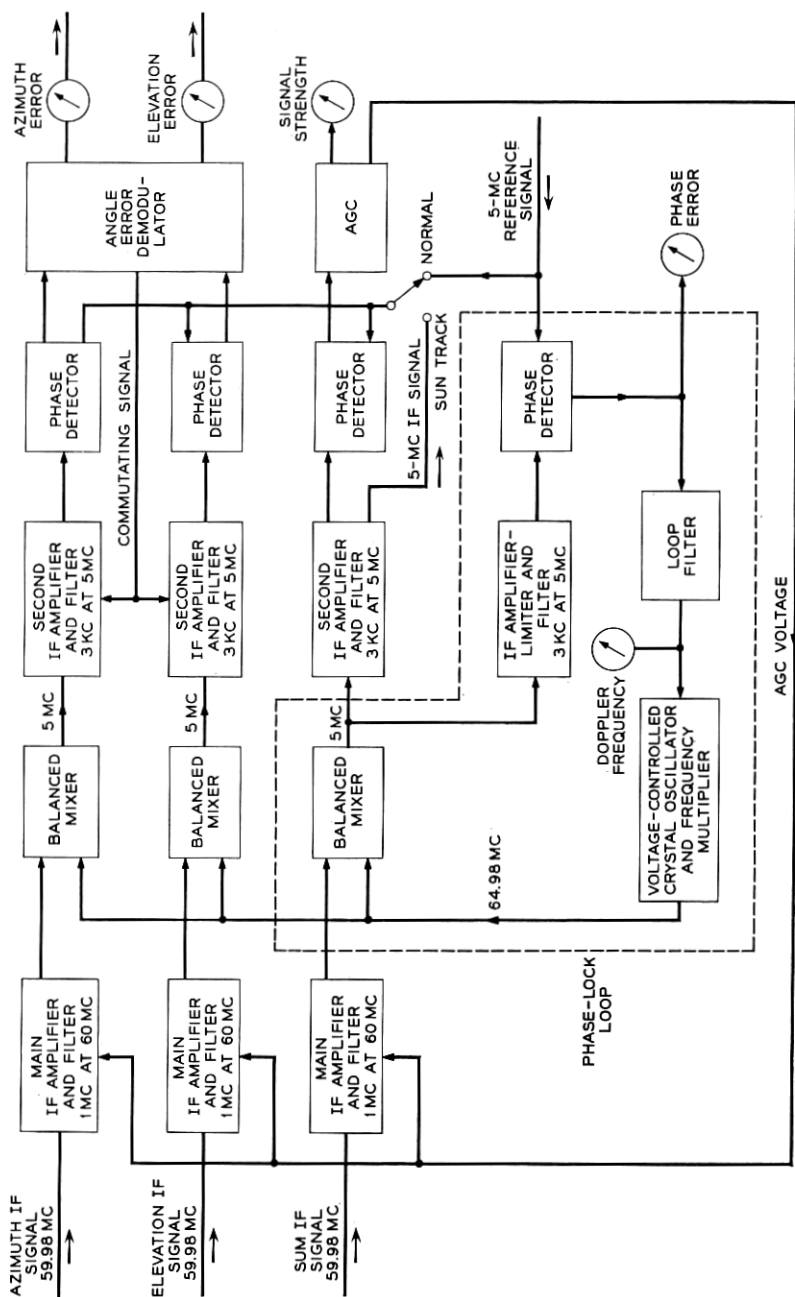 AZIMUTH IF
SIGNAL
59.98 MC
MAIN
IF AMPLIFIER
AND FILTER
1 MC AT 60 MC
BALANCED
MIXER
5 MC
SECOND
IF AMPLIFIER
AND FILTER
3 KC AT 5 MC
PHASE
DETECTOR
ANGLE
ERROR
DEMODU-
LATOR
AZIMUTH
ERROR
ELEVATION
ERROR
COMMUTATING SIGNAL
ELEVATION IF
SIGNAL
59.98 MC
MAIN
IF AMPLIFIER
AND FILTER
1 MC AT 60 MC
BALANCED
MIXER
5 MC
SECOND
IF AMPLIFIER
AND FILTER
3 KC AT 5 MC
PHASE
DETECTOR
SUM IF
SIGNAL
59.98 MC
MAIN
IF AMPLIFIER
AND FILTER
1 MC AT 60 MC
BALANCED
MIXER
5 MC
SECOND
IF AMPLIFIER
AND FILTER
3 KC AT 5 MC
PHASE
DETECTOR
AGC
SIGNAL
STRENGTH
NORMAL
5-MC IF SIGNAL
SUN TRACK
5-MC
REFERENCE
SIGNAL
64.98 MC
IF AMPLIFIER-
LIMITER AND
FILTER
3 KC AT 5MC
PHASE
DETECTOR
PHASE
ERROR
PHASE-LOCK
LOOP
DOPPLER
FREQUENCY
VOLTAGE-CONTROLLED
CRYSTAL OSCILLATOR
AND FREQUENCY
MULTIPLIER
LOOP
FILTER
AGC VOLTAGE